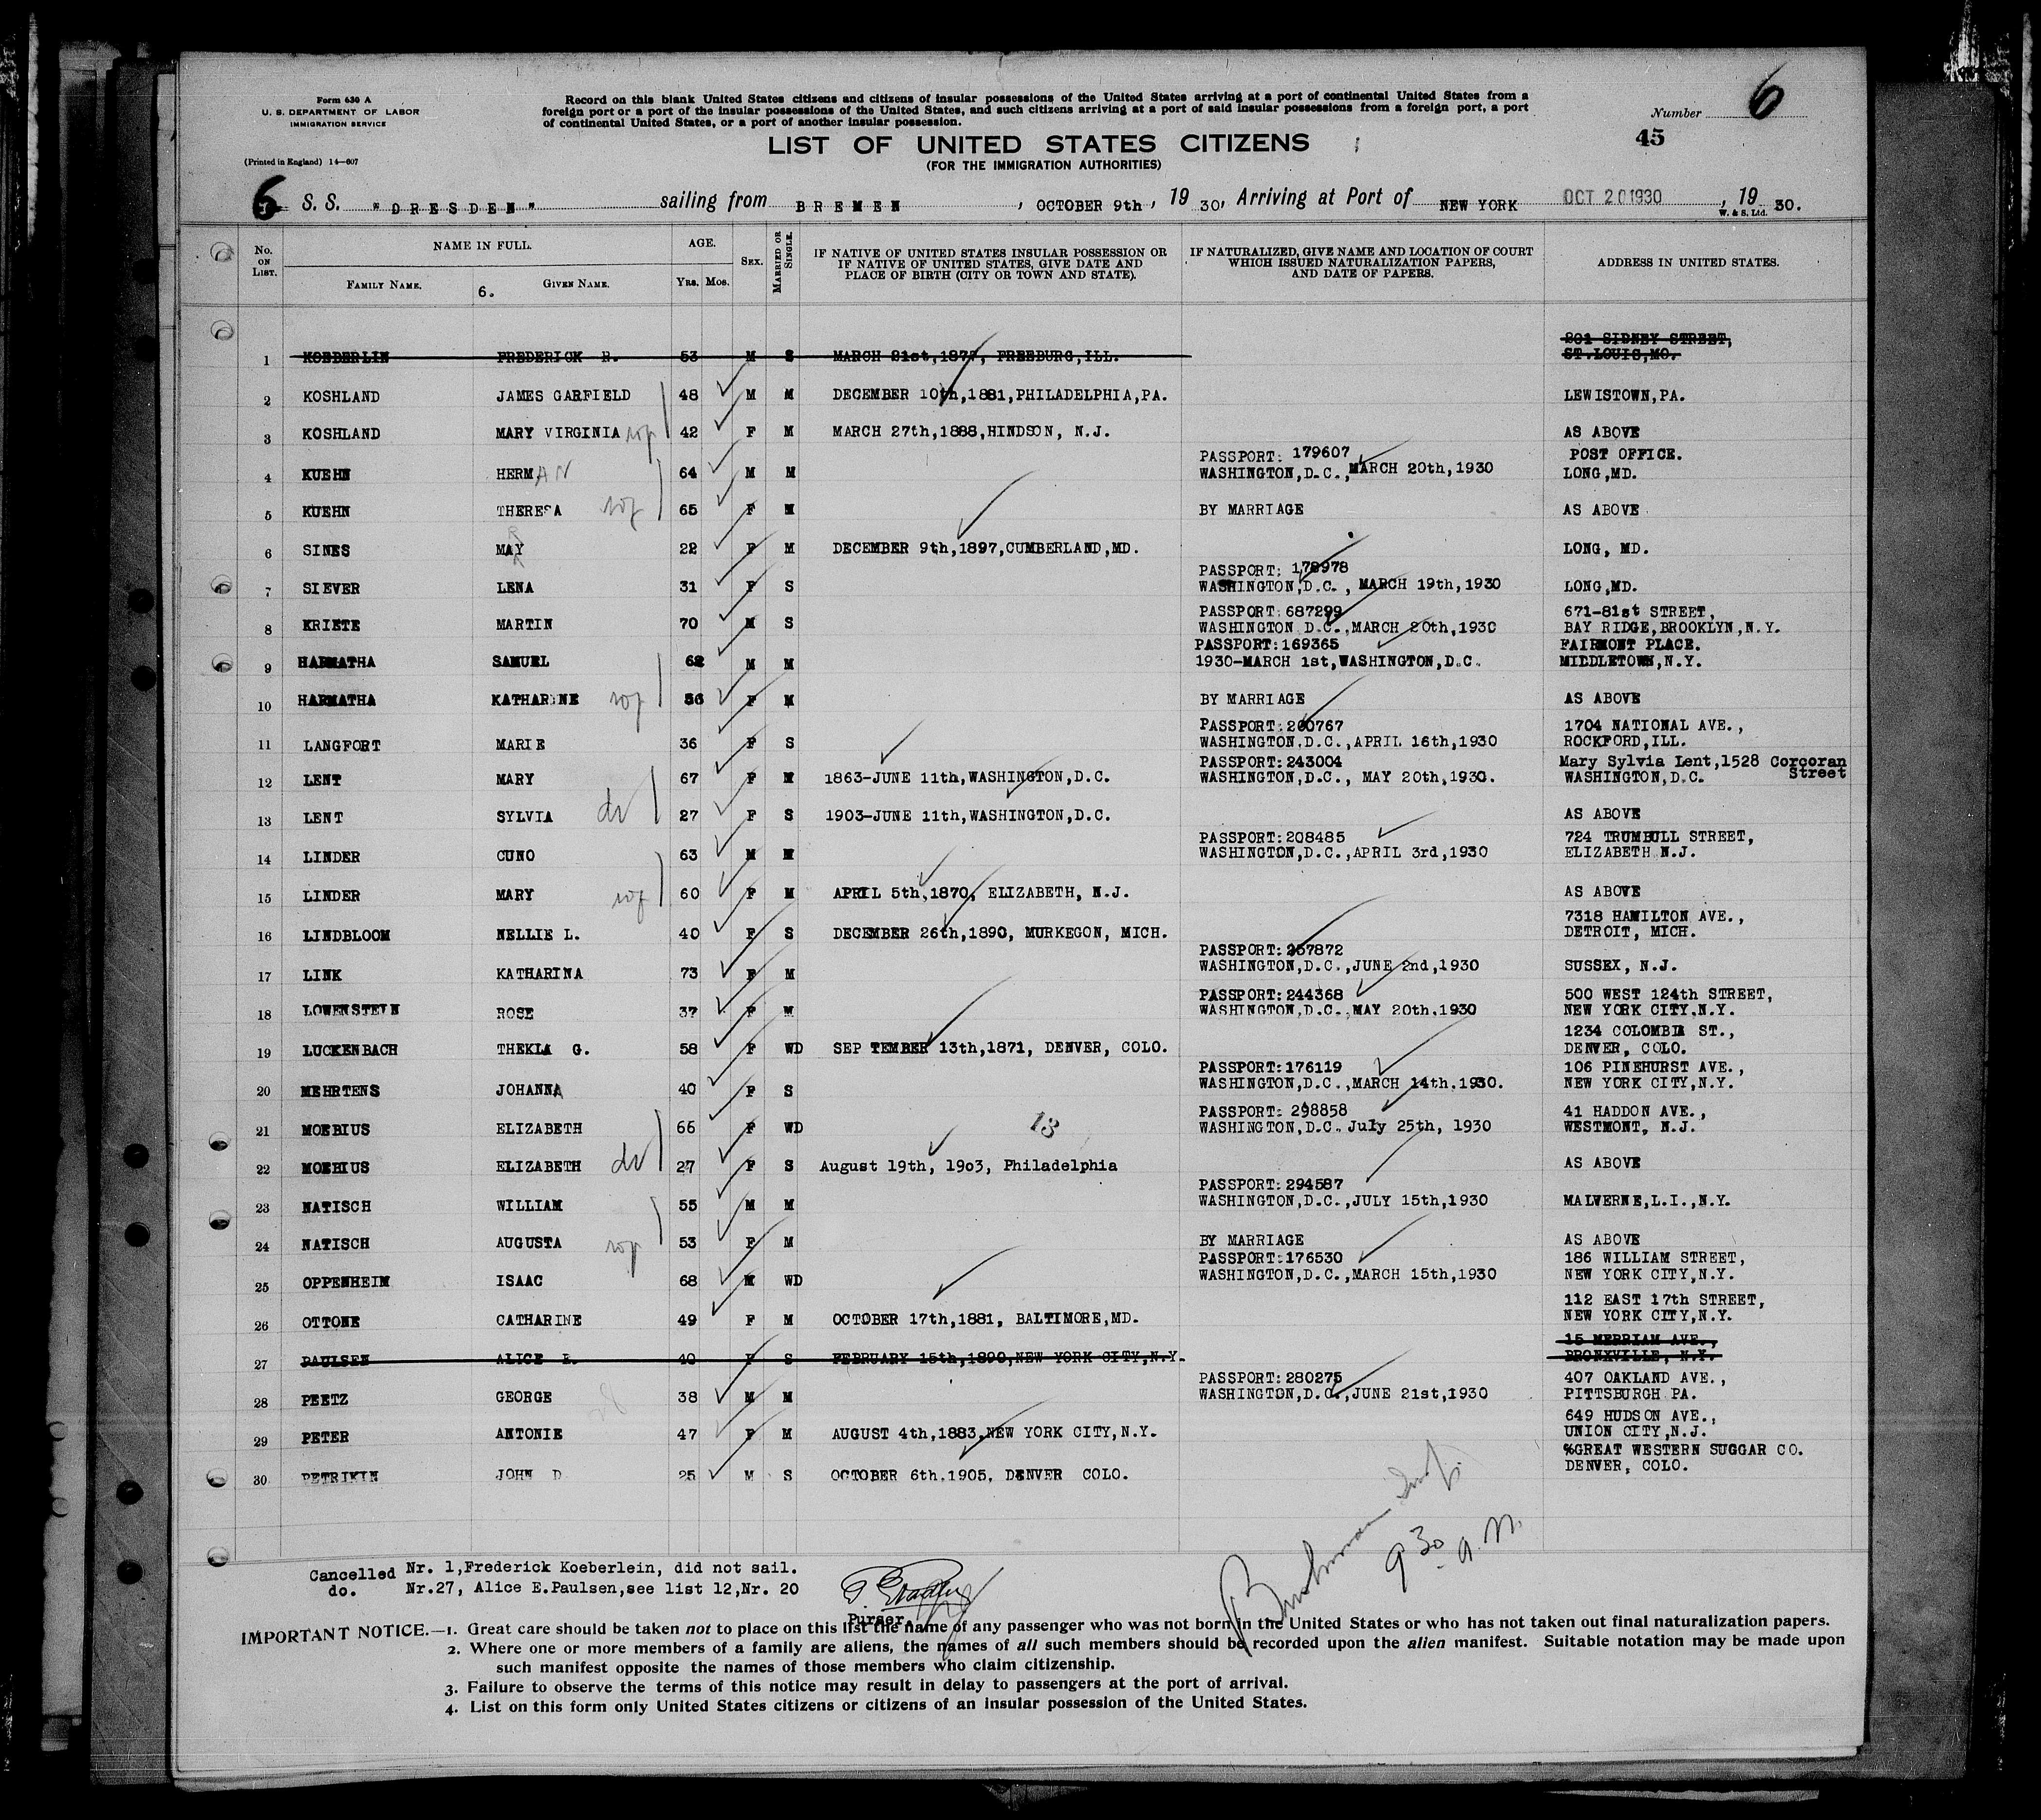 Form 630 A
U. S. DEPARTMENT OF LABOR
IMMIGRATION SERVICE
(Printed in England) 14—607
Record on this blank United States citizens and citizens of insular possessions of the United States arriving at a port of continental United States from a
foreign port or a port of the insular possessions of the United States, and such citizens arriving at a port of said insular possessions from a foreign port, a port
of continental United States, or a port of another insular possession.
Number 6
45
LIST OF UNITED STATES CITIZENS
(FOR THE IMMIGRATION AUTHORITIES)
6 S. S. "DRESDEN" sailing from BREMEN, OCTOBER 9th, 19 30, Arriving at Port of NEW YORK OCT 20 1930, 19 30.
W. & S. Ltd.
No. ON LIST. NAME IN FULL. AGE. SEX. MARRIED OR SINGLE. IF NATIVE OF UNITED STATES INSULAR POSSESSION OR IF NATIVE OF UNITED STATES, GIVE DATE AND PLACE OF BIRTH (CITY OR TOWN AND STATE). IF NATURALIZED, GIVE NAME AND LOCATION OF COURT WHICH ISSUED NATURALIZATION PAPERS, AND DATE OF PAPERS. ADDRESS IN UNITED STATES.
FAMILY NAME. 6. GIVEN NAME. YRS. MOS.
801 SIDNEY STREET,
1 KOEBERLIN FREDERICK R. 53 M S MARCH 21st,1877, FREEBURG,ILL. ST.LOUIS,MO.
2 KOSHLAND JAMES GARFIELD 48 M M DECEMBER 10th,1881,PHILADELPHIA,PA. LEWISTOWN,PA.
3 KOSHLAND MARY VIRGINIA 42 F M MARCH 27th,1888,HINDSON, N.J. AS ABOVE
PASSPORT: 179607 POST OFFICE.
4 KUEHN HERMAN 64 M M WASHINGTON,D.C., MARCH 20th,1930 LONG,MD.
5 KUEHN THERESA 65 F M BY MARRIAGE AS ABOVE
6 SINES MAY 22 F M DECEMBER 9th,1897,CUMBERLAND,MD. LONG, MD.
PASSPORT: 178978
7 SIEVER LENA 31 F S WASHINGTON,D.C., MARCH 19th,1930 LONG,MD.
PASSPORT: 687299 671-81st STREET,
8 KRIETE MARTIN 70 M S WASHINGTON D.C.,MARCH 20th,1930 BAY RIDGE,BROOKLYN,N.Y.
PASSPORT:169365 FAIRMONT PLACE.
9 HARMATHA SAMUEL 62 M M 1930-MARCH 1st,WASHINGTON,D.C. MIDDLETOWN,N.Y.
10 HARMATHA KATHARINE 56 F M BY MARRIAGE AS ABOVE
PASSPORT:200767 1704 NATIONAL AVE.,
11 LANGFORT MARIE 36 F S WASHINGTON.D.C.,APRIL 16th,1930 ROCKFORD,ILL.
PASSPORT:243004 Mary Sylvia Lent,1528 Corcoran Street
12 LENT MARY 67 F M 1863-JUNE 11th,WASHINGTON,D.C. WASHINGTON,D.C., MAY 20th,1930. WASHINGTON,D.C.
13 LENT SYLVIA 27 F S 1903-JUNE 11th,WASHINGTON,D.C. AS ABOVE
PASSPORT:208485 724 TRUMBULL STREET,
14 LINDER CUNO 63 M M WASHINGTON,D.C.,APRIL 3rd,1930 ELIZABETH N.J.
15 LINDER MARY 60 F M APRIL 5th,1870, ELIZABETH, N.J. AS ABOVE
7318 HAMILTON AVE.,
16 LINDBLOOM NELLIE L. 40 F S DECEMBER 26th,1890, MURKEGON, MICH. DETROIT, MICH.
PASSPORT:257872
17 LINK KATHARINA 73 F M WASHINGTON,D.C.,JUNE 2nd,1930 SUSSEX, N.J.
PASSPORT:244368 500 WEST 124th STREET,
18 LOWENSTEIN ROSE 37 F M WASHINGTON,D.C.,MAY 20th.1930 NEW YORK CITY.N.Y.
1234 COLOMBIA ST.,
19 LUCKENBACH THEKLA G. 58 F WD SEP TEMBER 13th,1871, DENVER, COLO. DENVER, COLO.
PASSPORT:176119 106 PINEHURST AVE.,
20 MEHRTENS JOHANNA 40 F S WASHINGTON,D.C.,MARCH 14th.1930. NEW YORK CITY,N.Y.
PASSPORT: 298858 41 HADDON AVE.,
21 MOEBIUS ELIZABETH 66 F WD 13 WASHINGTON,D.C. July 25th, 1930 WESTMONT, N.J.
22 MOEBIUS ELIZABETH 27 F S August 19th, 19o3, Philadelphia AS ABOVE
PASSPORT:294587
23 NATISCH WILLIAM 55 M M WASHINGTON,D.C.,JULY 15th,1930 MALVERNE,L.I.,N.Y.
24 NATISCH AUGUSTA 53 F M BY MARRIAGE AS ABOVE
PASSPORT:176530 186 WILLIAM STREET,
25 OPPENHEIM ISAAC 68 M WD WASHINGTON,D.C.,MARCH 15th,1930 NEW YORK CITY,N.Y.
112 EAST 17th STREET,
26 OTTONE CATHARINE 49 F M OCTOBER 17th,1881, BALTIMORE,MD. NEW YORK CITY,N.Y.
15 MERRIAM AVE.,
27 PAULSEN ALICE E. 40 F S FEBRUARY 15th,1890,NEW YORK CITY,N.Y. BRONXVILLE, N.Y.
PASSPORT:280275 407 OAKLAND AVE.,
28 PEETZ GEORGE 38 M M WASHINGTON,D.C.,JUNE 21st,1930 PITTSBURGH PA.
649 HUDSON AVE.,
29 PETER ANTONIE 47 F M AUGUST 4th,1883,NEW YORK CITY,N.Y. UNION CITY,N.J.
%GREAT WESTERN SUGGAR CO.
30 PETRIKIN JOHN D 25 M S OCTOBER 6th.1905, DENVER COLO. DENVER, COLO.
9 30 a.m.
Cancelled Nr. 1,Frederick Koeberlein, did not sail.
do. Nr.27, Alice E.Paulsen,see list 12,Nr. 20
Purser.
IMPORTANT NOTICE.—1. Great care should be taken not to place on this list the name of any passenger who was not born in the United States or who has not taken out final naturalization papers.
2. Where one or more members of a family are aliens, the names of all such members should be recorded upon the alien manifest. Suitable notation may be made upon
such manifest opposite the names of those members who claim citizenship.
3. Failure to observe the terms of this notice may result in delay to passengers at the port of arrival.
4. List on this form only United States citizens or citizens of an insular possession of the United States.